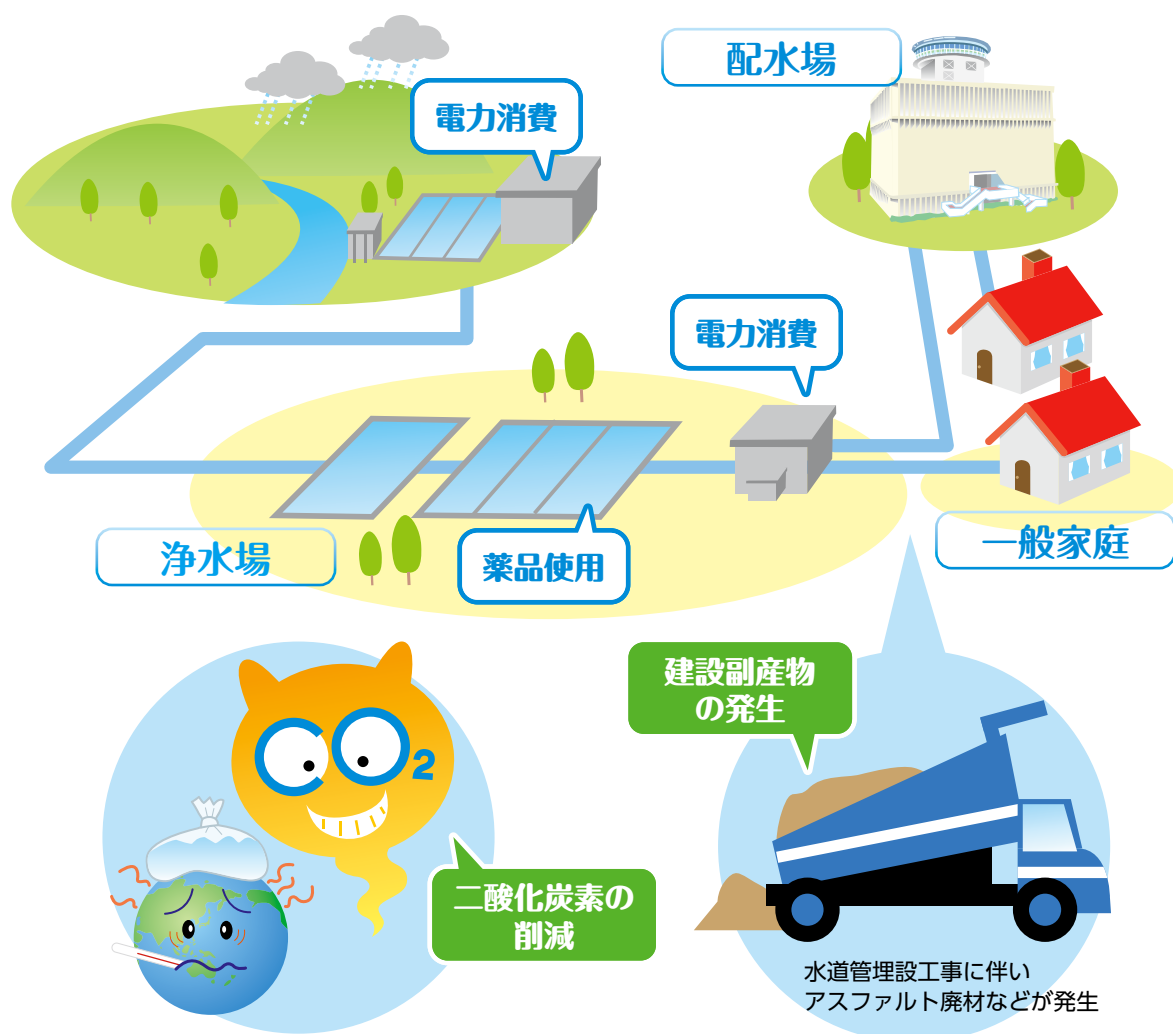 配水場
電力消費
電力消費
浄水場
薬品使用
一般家庭
建設副産物
の発生
CO2
二酸化炭素の
削減
水道管埋設工事に伴い
アスファルト廃材などが発生